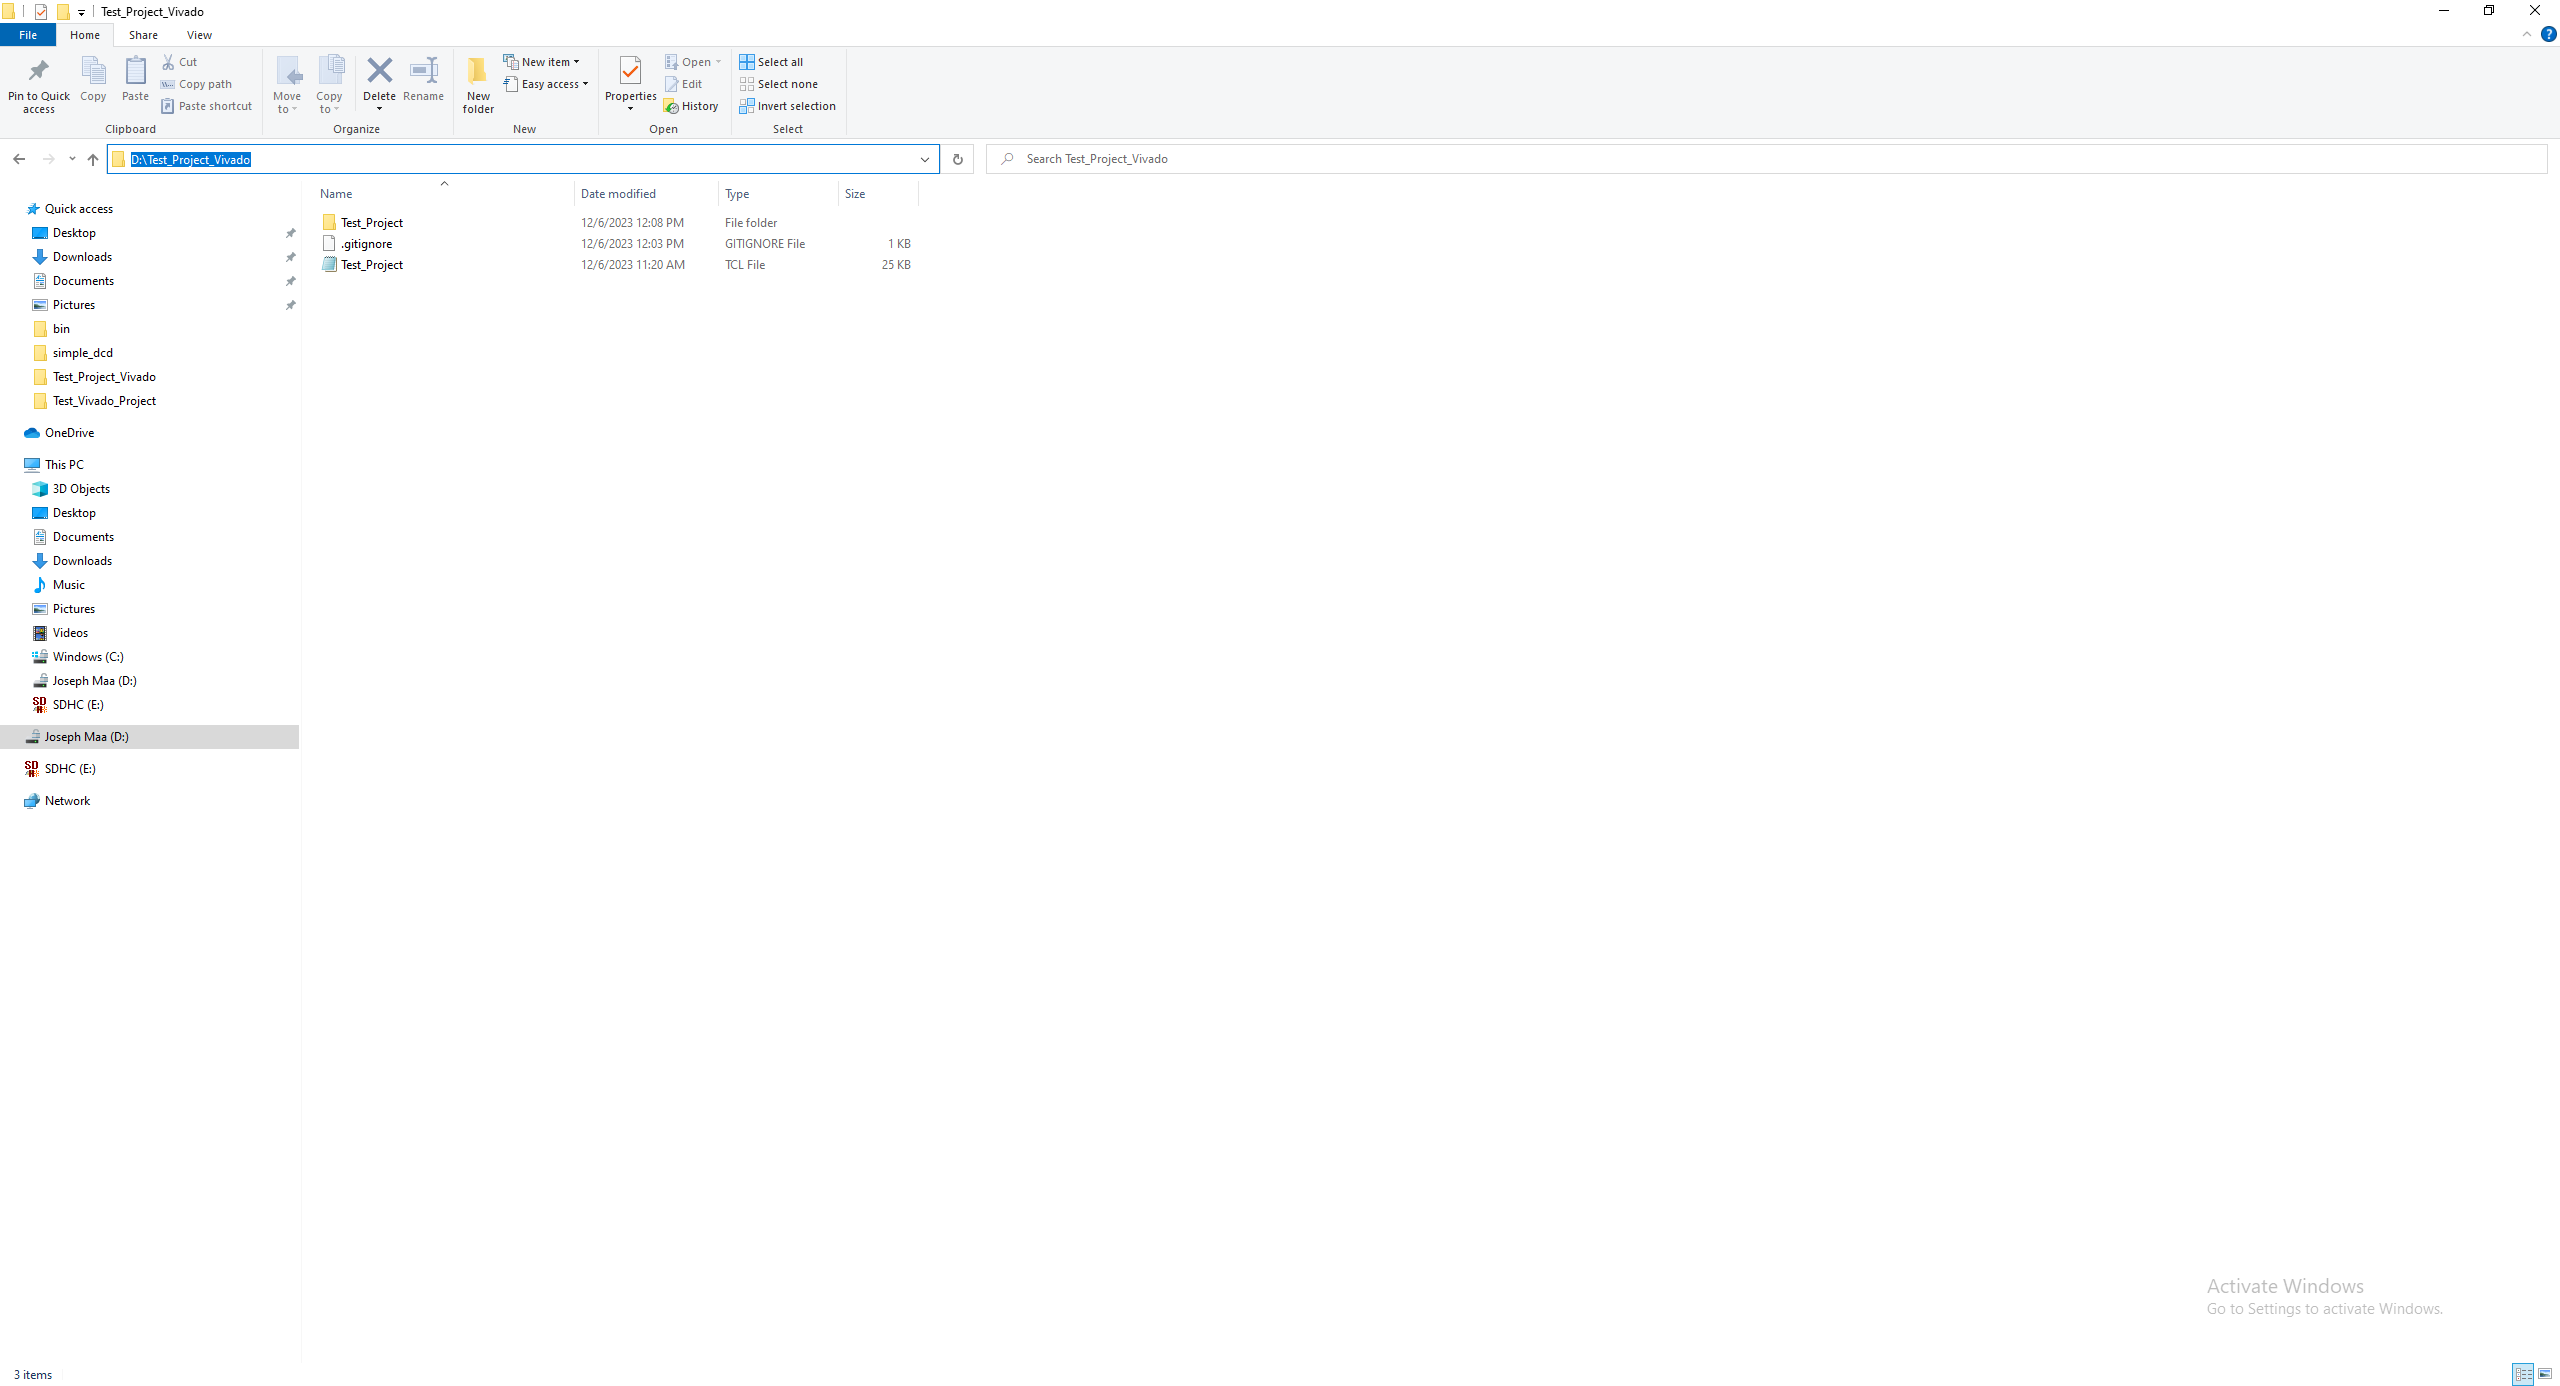 Test_Project_Vivado
File Home Share View
Pin to Quick access
Copy
Paste
Cut
Copy path
Paste shortcut
Clipboard
Move to
Copy to
Delete
Rename
Organize
New folder
New item
Easy access
New
Properties
Open
Edit
History
Open
Select all
Select none
Invert selection
Select
D:\Test_Project_Vivado
Search Test_Project_Vivado
Quick access
Desktop
Downloads
Documents
Pictures
bin
simple_dcd
Test_Project_Vivado
Test_Vivado_Project
OneDrive
This PC
3D Objects
Desktop
Documents
Downloads
Music
Pictures
Videos
Windows (C:)
Joseph Maa (D:)
SDHC (E:)
Joseph Maa (D:)
SDHC (E:)
Network
Name Date modified Type Size
Test_Project 12/6/2023 12:08 PM File folder
.gitignore 12/6/2023 12:03 PM GITIGNORE File 1 KB
Test_Project 12/6/2023 11:20 AM TCL File 25 KB
Activate Windows
Go to Settings to activate Windows.
3 items